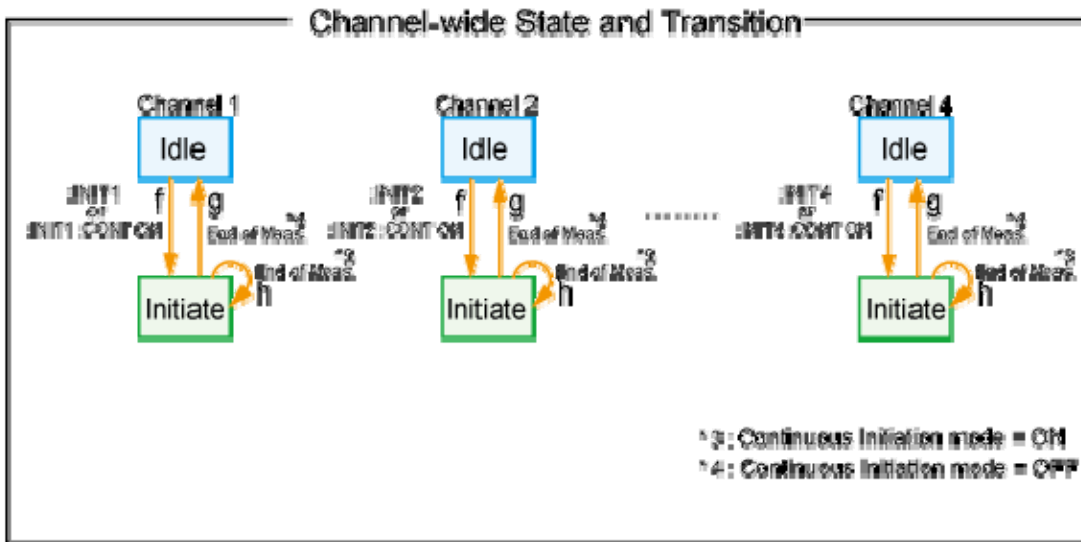 Channel-wide State and Transition
Channel 1
Idle
:INIT1
or
:INIT1:CONT ON
f
g
End of Meas.*4
End of Meas.*3
h
Initiate
Channel 2
Idle
:INIT2
or
:INIT2:CONT ON
f
g
End of Meas.*4
End of Meas.*3
h
Initiate
.........
Channel 4
Idle
:INIT4
or
:INIT4:CONT ON
f
g
End of Meas.*4
End of Meas.*3
h
Initiate
*3: Continuous Initiation mode = ON
*4: Continuous Initiation mode = OFF